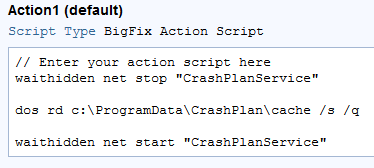 Action1 (default)
Script Type BigFix Action Script
// Enter your action script here
waithidden net stop "CrashPlanService"
dos rd c:\ProgramData\CrashPlan\cache /s /q
waithidden net start "CrashPlanService"